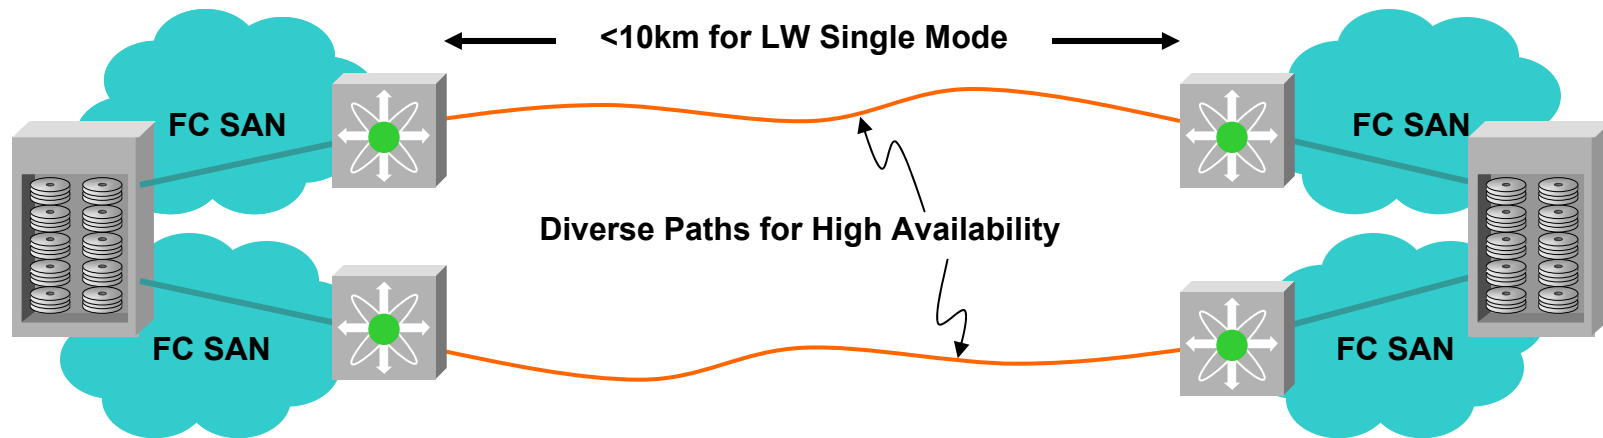 <10km for LW Single Mode
FC SAN
FC SAN
Diverse Paths for High Availability
FC SAN
FC SAN